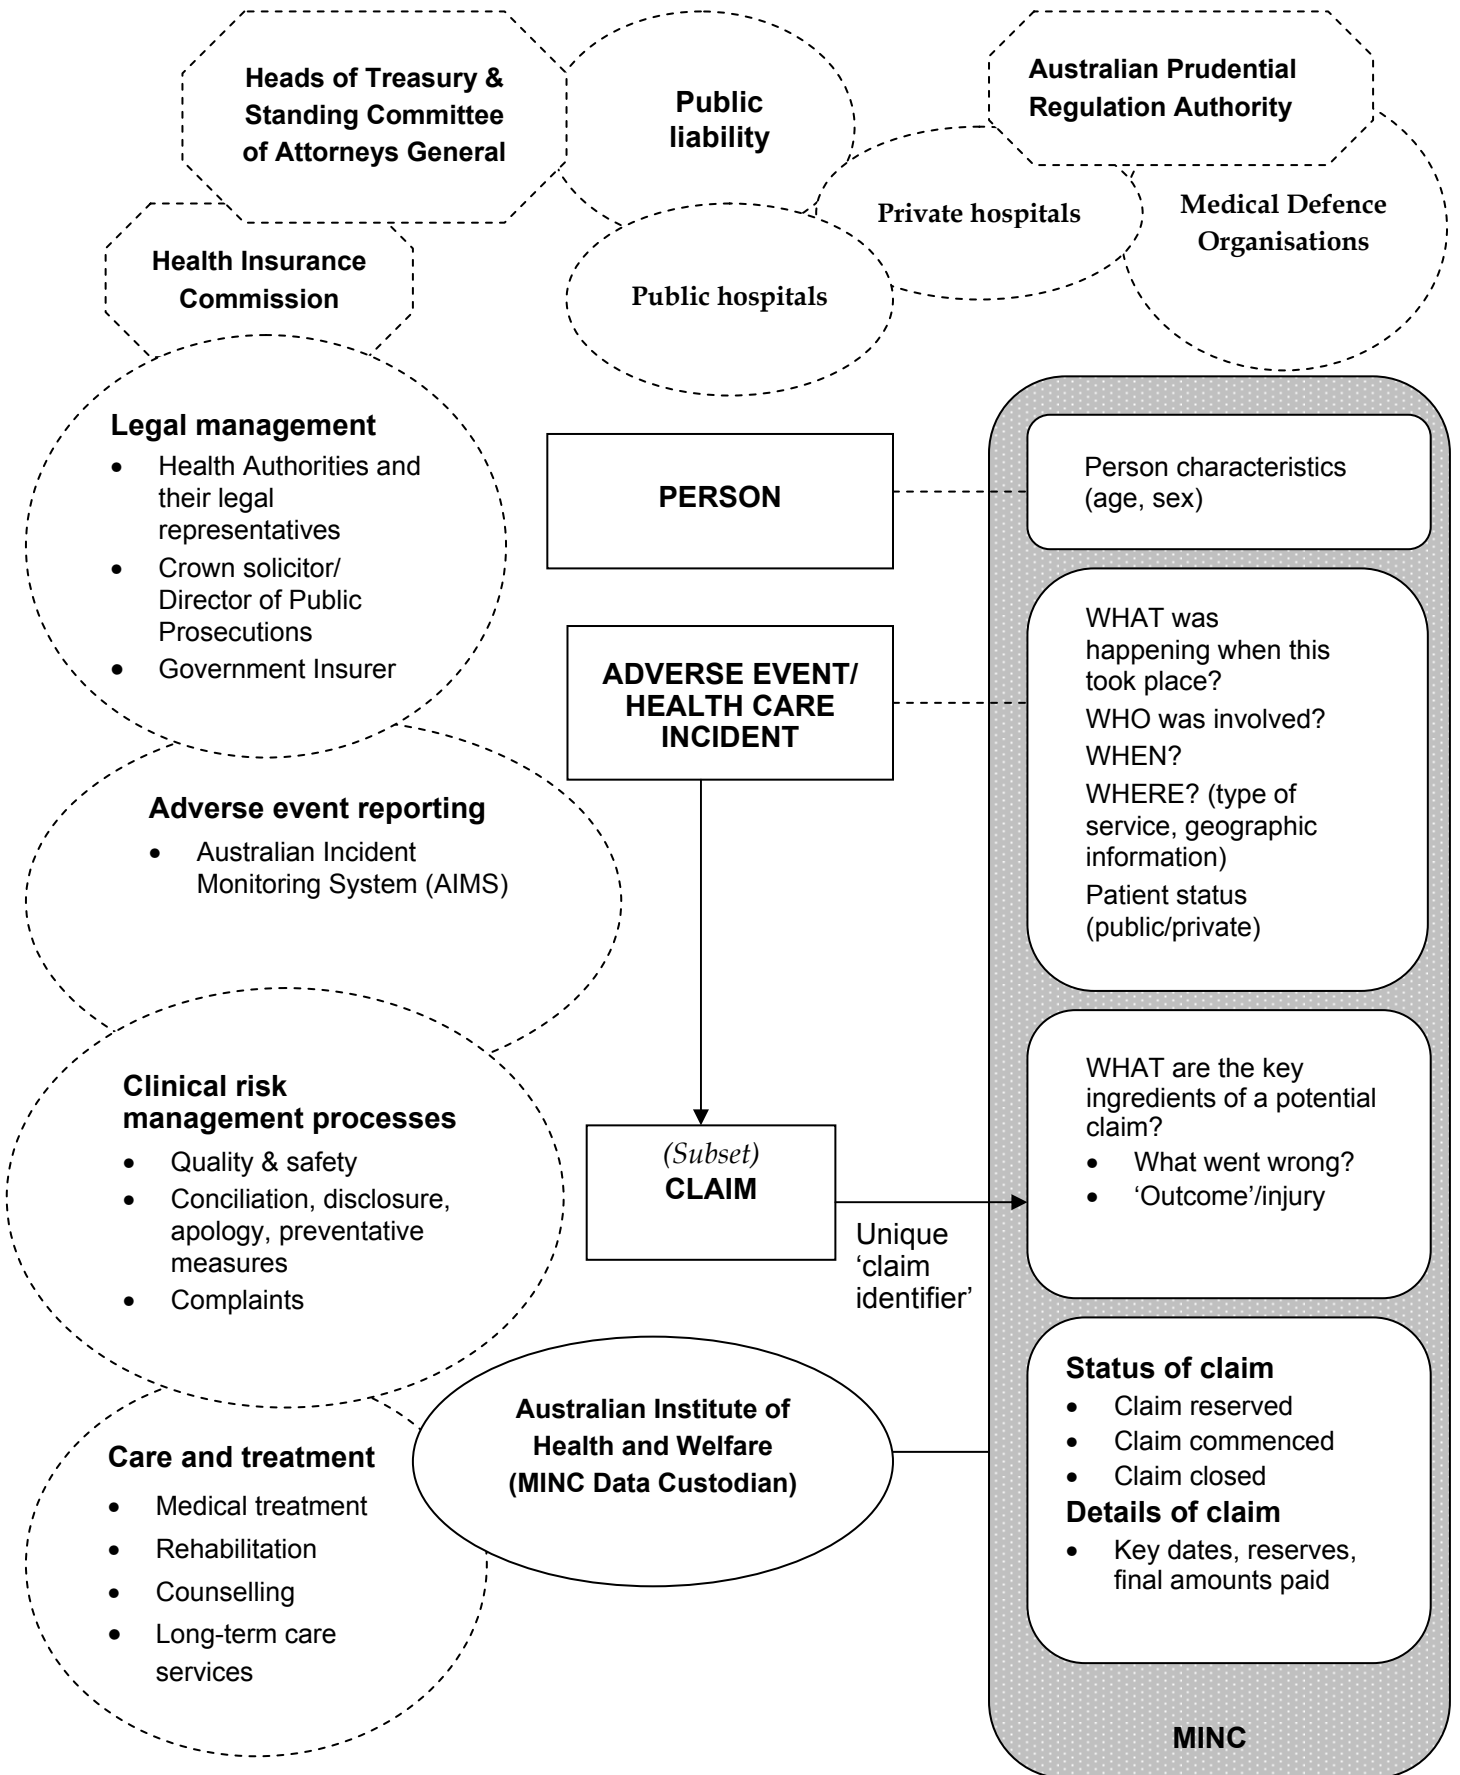 Heads of Treasury &
Standing Committee
of Attorneys General
Public
liability
Australian Prudential
Regulation Authority
Health Insurance
Commission
Public hospitals
Private hospitals
Medical Defence
Organisations
Legal management
• Health Authorities and
their legal
representatives
• Crown solicitor/
Director of Public
Prosecutions
• Government Insurer
Adverse event reporting
• Australian Incident
Monitoring System (AIMS)
Clinical risk
management processes
• Quality & safety
• Conciliation, disclosure,
apology, preventative
measures
• Complaints
Care and treatment
• Medical treatment
• Rehabilitation
• Counselling
• Long-term care
services
PERSON
ADVERSE EVENT/
HEALTH CARE
INCIDENT
(Subset)
CLAIM
Unique
‘claim
identifier’
Australian Institute of
Health and Welfare
(MINC Data Custodian)
Person characteristics
(age, sex)
WHAT was
happening when this
took place?
WHO was involved?
WHEN?
WHERE? (type of
service, geographic
information)
Patient status
(public/private)
WHAT are the key
ingredients of a potential
claim?
• What went wrong?
• ‘Outcome’/injury
Status of claim
• Claim reserved
• Claim commenced
• Claim closed
Details of claim
• Key dates, reserves,
final amounts paid
MINC